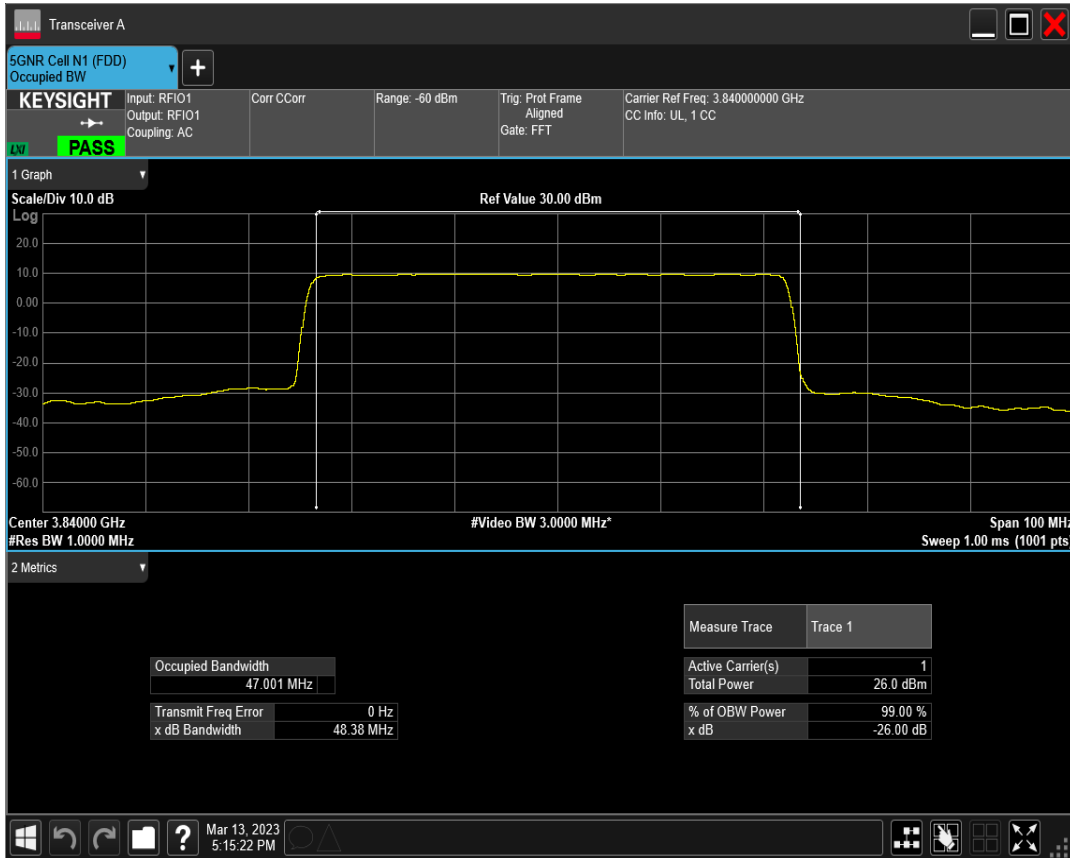 Transceiver A
5GNR Cell N1 (FDD)
Occupied BW
+
KEYSIGHT
LXI
PASS
Input: RFIO1
Output: RFIO1
Coupling: AC
Corr CCorr
Range: -60 dBm
Trig: Prot Frame
Aligned
Gate: FFT
Carrier Ref Freq: 3.840000000 GHz
CC Info: UL, 1 CC
1 Graph
Scale/Div 10.0 dB
Ref Value 30.00 dBm
Log
20.0
10.0
0.00
-10.0
-20.0
-30.0
-40.0
-50.0
-60.0
Center 3.84000 GHz
#Video BW 3.0000 MHz*
Span 100 MHz
#Res BW 1.0000 MHz
Sweep 1.00 ms (1001 pts)
2 Metrics
Measure Trace Trace 1
Occupied Bandwidth
47.001 MHz
Active Carrier(s) 1
Total Power 26.0 dBm
Transmit Freq Error 0 Hz
x dB Bandwidth 48.38 MHz
% of OBW Power 99.00 %
x dB -26.00 dB
?
Mar 13, 2023
5:15:22 PM